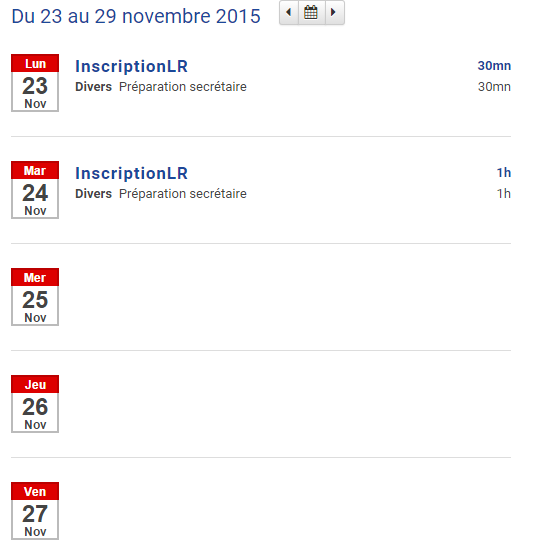 Du 23 au 29 novembre 2015
Lun
23
Nov
InscriptionLR 30mn
Divers Préparation secrétaire 30mn
Mar
24
Nov
InscriptionLR 1h
Divers Préparation secrétaire 1h
Mer
25
Nov
Jeu
26
Nov
Ven
27
Nov